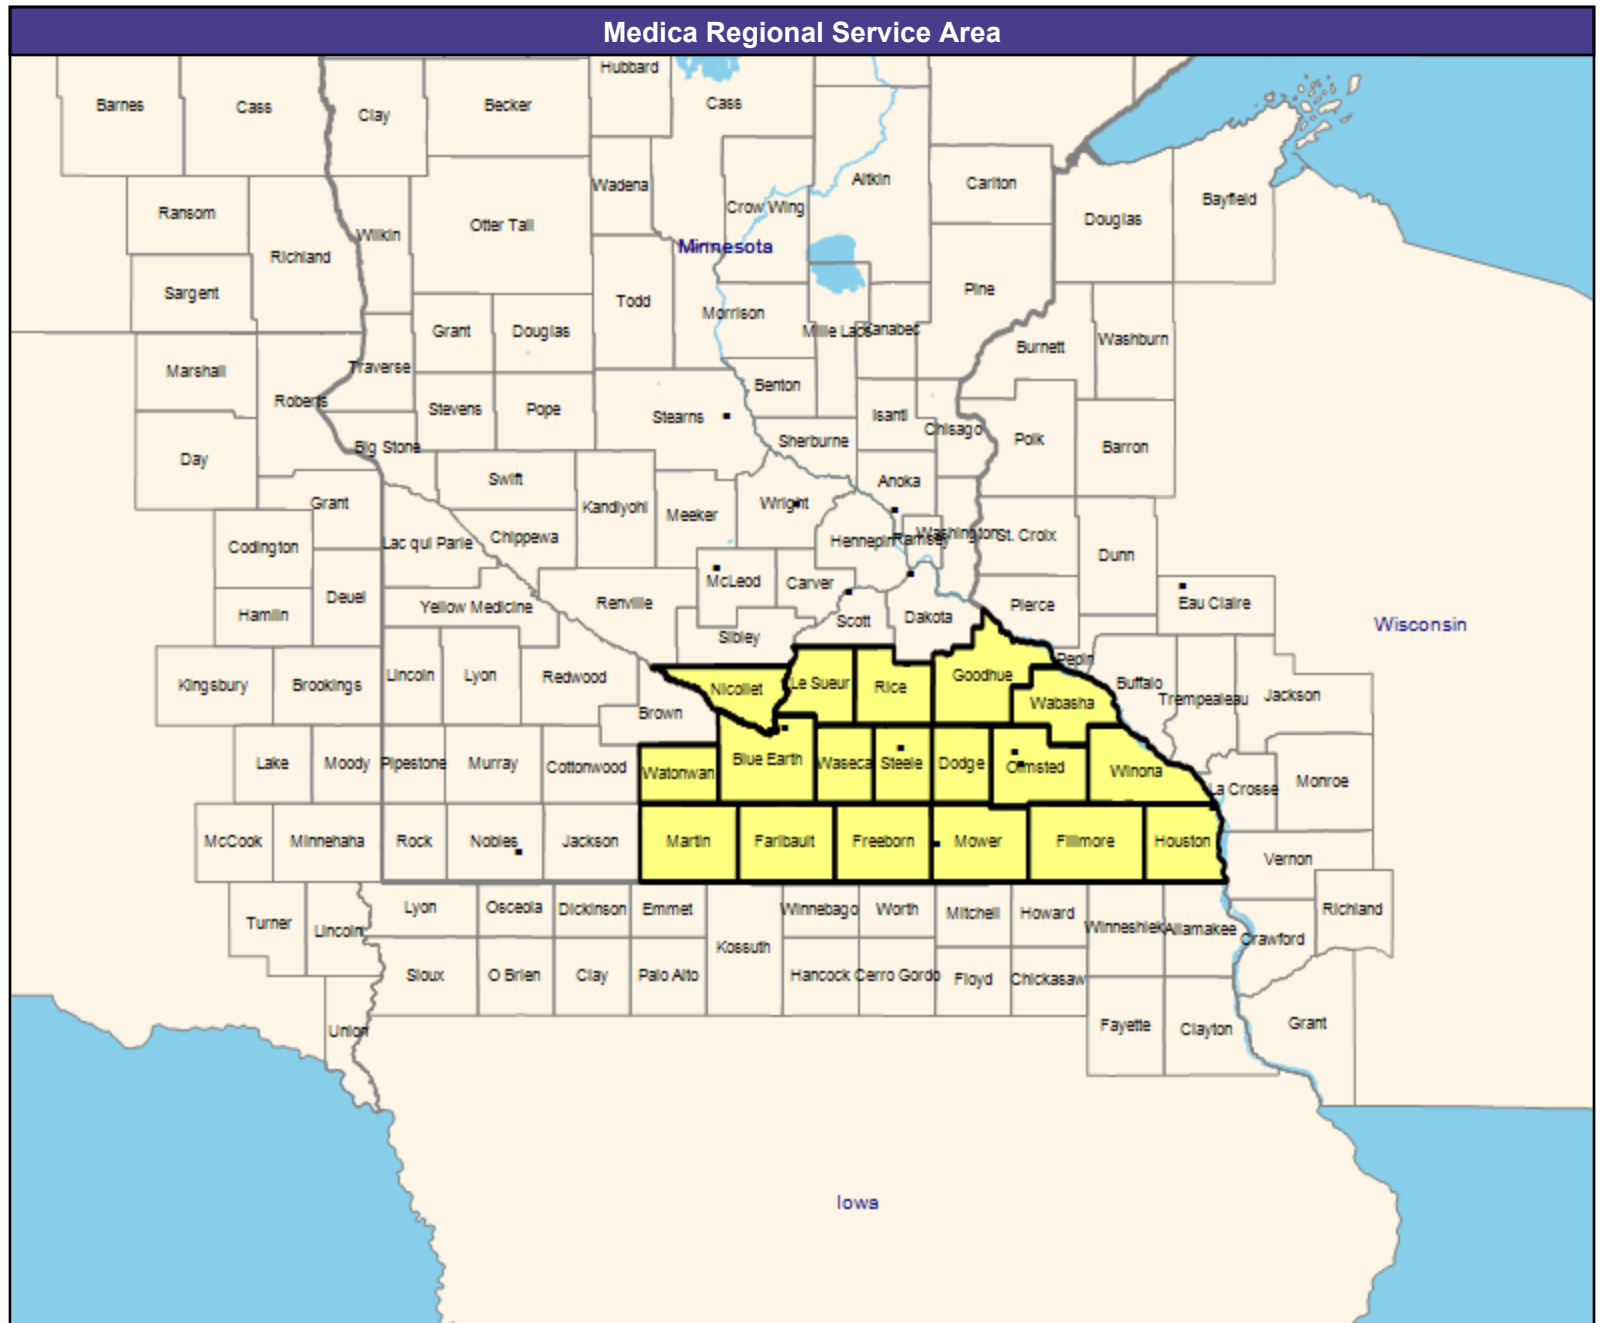 Medica Regional Service Area
Hubbard
Barnes
Cass
Clay
Becker
Cass
Wadena
Crow Wing
Aitkin
Carlton
Bayfield
Ransom
Richland
Wilkin
Otter Tail
Minnesota
Douglas
Sargent
Todd
Morrison
Pine
Grant
Douglas
Mille Lacs
Kanabec
Burnett
Washburn
Marshall
Roberts
Traverse
Stevens
Pope
Stearns
Benton
Isanti
Chisago
Polk
Barron
Day
Big Stone
Sherburne
Grant
Swift
Kandiyohi
Meeker
Wright
Anoka
Codington
Lac qui Parle
Chippewa
Hennepin
Ramsey
Washington
St. Croix
Dunn
Hamlin
Deuel
Yellow Medicine
Renville
McLeod
Carver
Scott
Dakota
Pierce
Eau Claire
Wisconsin
Sibley
Kingsbury
Brookings
Lincoln
Lyon
Redwood
Brown
Nicollet
Le Sueur
Rice
Goodhue
Wabasha
Pepin
Buffalo
Trempealeau
Jackson
Lake
Moody
Pipestone
Murray
Cottonwood
Watonwan
Blue Earth
Waseca
Steele
Dodge
Olmsted
Winona
La Crosse
Monroe
McCook
Minnehaha
Rock
Nobles
Jackson
Martin
Faribault
Freeborn
Mower
Fillmore
Houston
Vernon
Turner
Lincoln
Lyon
Osceola
Dickinson
Emmet
Kossuth
Winnebago
Worth
Mitchell
Howard
Winneshiek
Allamakee
Crawford
Richland
Sioux
O Brien
Clay
Palo Alto
Hancock
Cerro Gordo
Floyd
Chickasaw
Union
Fayette
Clayton
Grant
Iowa